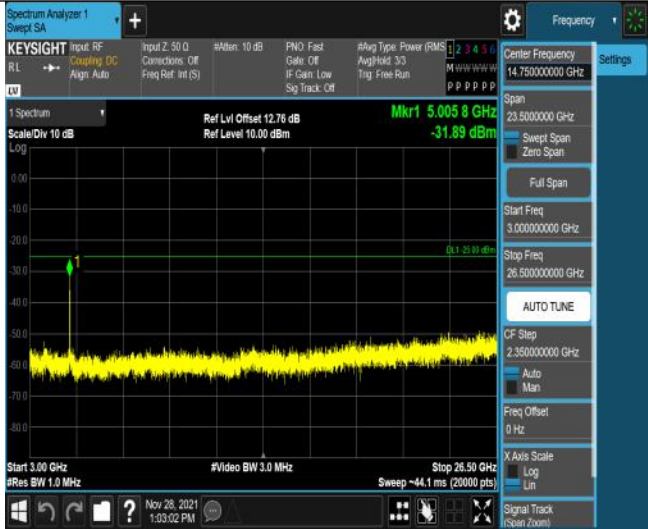 Spectrum Analyzer 1
Swept SA
+
Frequency
KEYSIGHT
Input: RF
Input Z: 50 Ω
#Atten: 10 dB
PNO: Fast
#Avg Type: Power (RMS
1 2 3 4 5 6
RL
Coupling: DC
Corrections: Off
Gate: Off
Avg|Hold: 3/3
M W W W W W
Align: Auto
Freq Ref: Int (S)
IF Gain: Low
Trig: Free Run
Sig Track: Off
P P P P P P
LV
1 Spectrum
Ref Lvl Offset 12.76 dB
Mkr1 5.005 8 GHz
Scale/Div 10 dB
Ref Level 10.00 dBm
-31.89 dBm
Log
0.00
-10.0
-20.0
DL1 -25.00 dBm
1
-30.0
-40.0
-50.0
-60.0
-70.0
-80.0
Start 3.00 GHz
#Video BW 3.0 MHz
Stop 26.50 GHz
#Res BW 1.0 MHz
Sweep ~44.1 ms (20000 pts)
Nov 28, 2021
1:03:02 PM
?
Center Frequency
14.750000000 GHz
Settings
Span
23.5000000 GHz
Swept Span
Zero Span
Full Span
Start Freq
3.000000000 GHz
Stop Freq
26.500000000 GHz
AUTO TUNE
CF Step
2.350000000 GHz
Auto
Man
Freq Offset
0 Hz
X Axis Scale
Log
Lin
Signal Track
(Span Zoom)